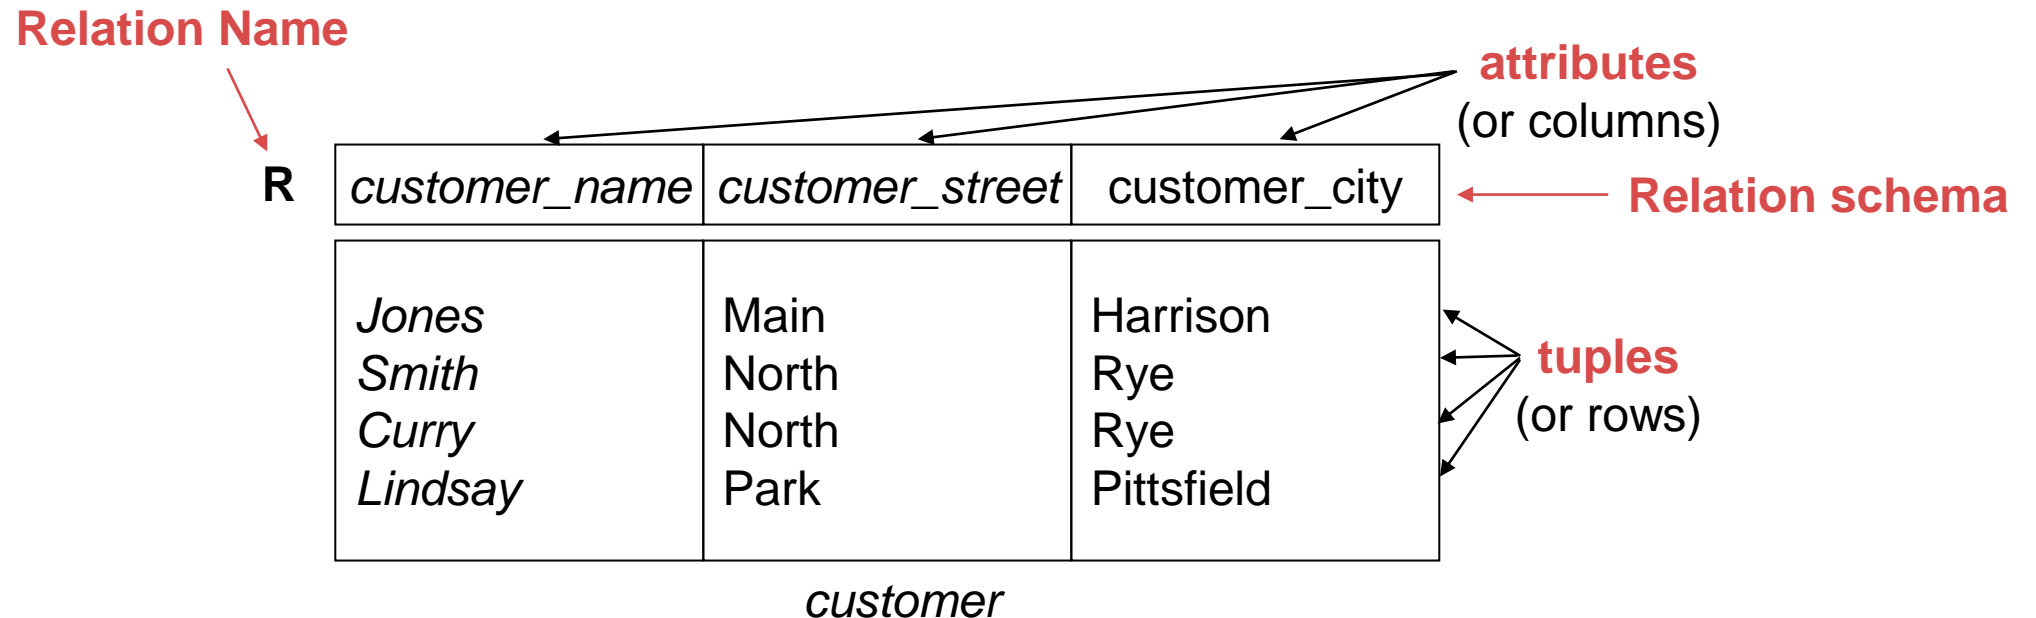 Relation Name
attributes
(or columns)
R
customer_name customer_street customer_city
Relation schema
Jones Main Harrison
Smith North Rye
Curry North Rye
Lindsay Park Pittsfield
tuples
(or rows)
customer